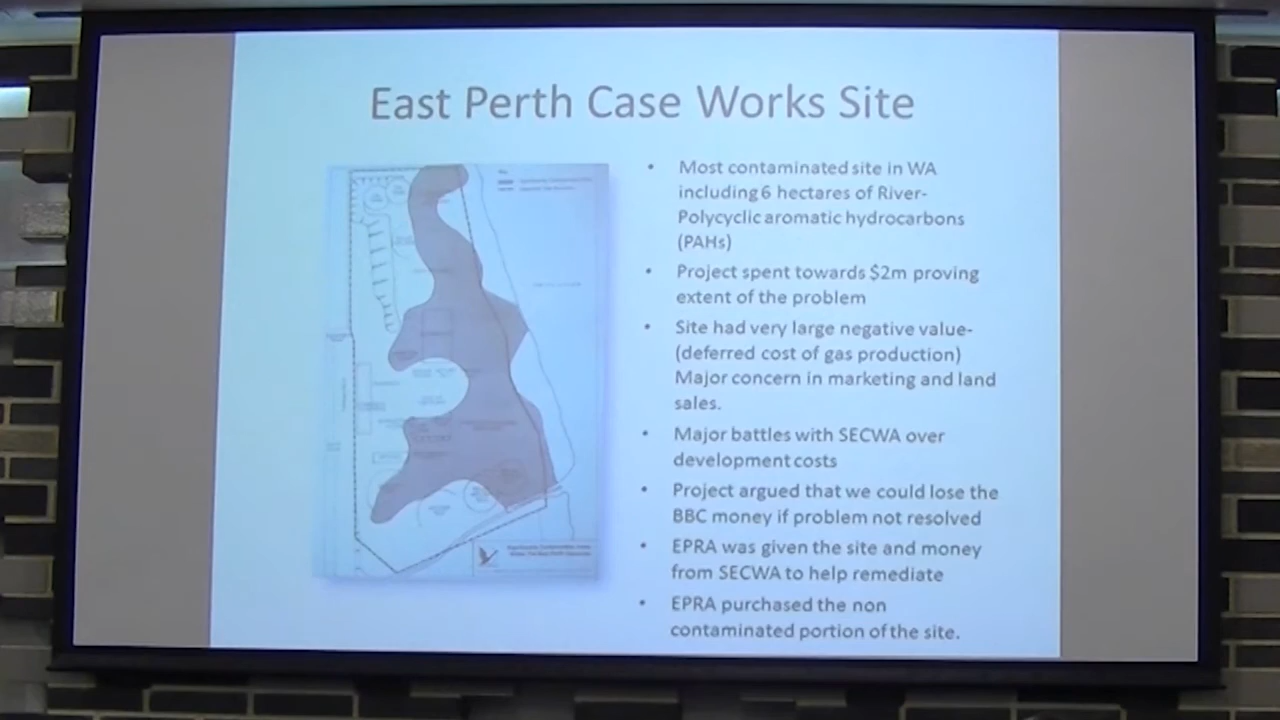 East Perth Case Works Site
• Most contaminated site in WA
including 6 hectares of River-
Polycyclic aromatic hydrocarbons
(PAHs)
• Project spent towards $2m proving
extent of the problem
• Site had very large negative value-
(deferred cost of gas production)
Major concern in marketing and land
sales.
• Major battles with SECWA over
development costs
• Project argued that we could lose the
BBC money if problem not resolved
• EPRA was given the site and money
from SECWA to help remediate
• EPRA purchased the non
contaminated portion of the site.